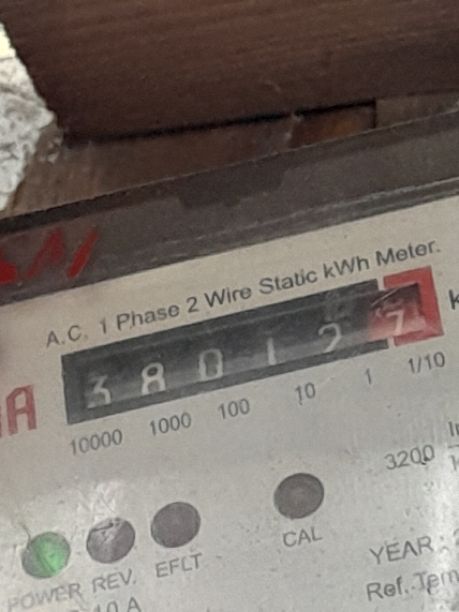 A.C. 1 Phase 2 Wire Static kWh Meter.
3 8 0 1 2 7
10000 1000 100 10 1 1/10
3200
POWER REV. EFLT CAL
YEAR :
10 A
Ref. Tem